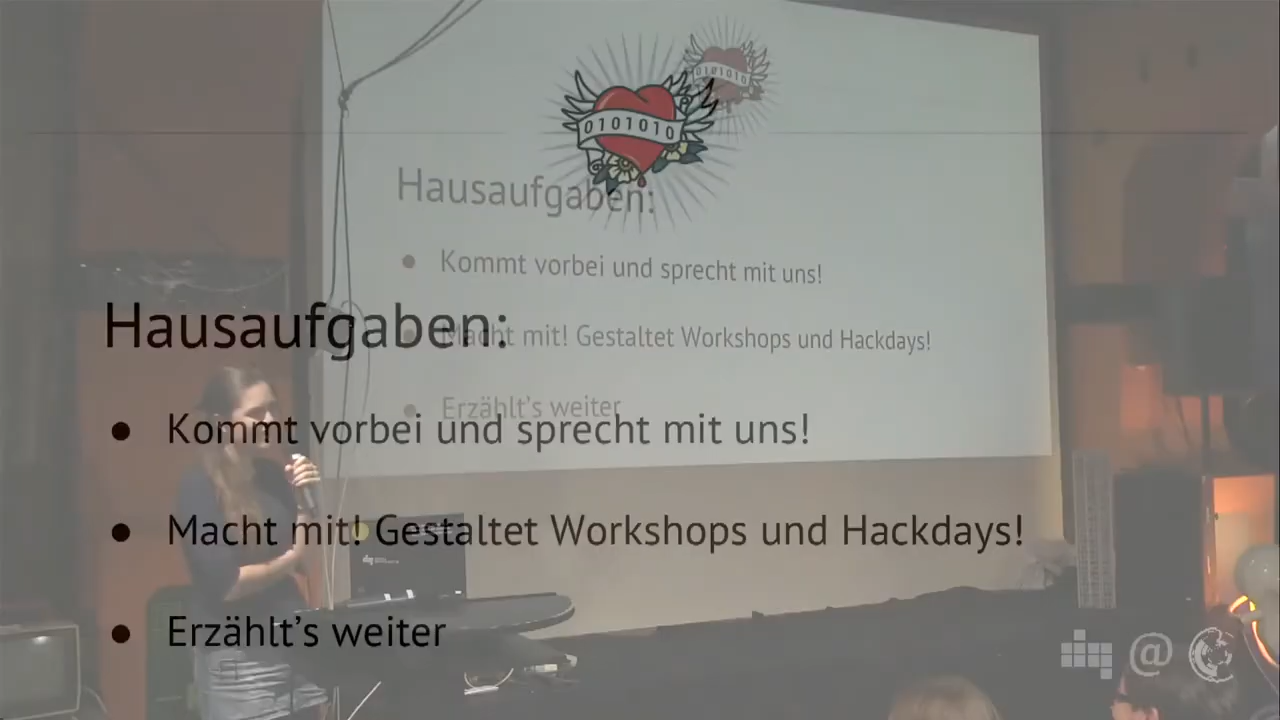 0101010
0101010
Hausaufgaben:
Kommt vorbei und sprecht mit uns!
Macht mit! Gestaltet Workshops und Hackdays!
Erzählt's weiter
Hausaufgaben:
● Kommt vorbei und sprecht mit uns!
● Macht mit! Gestaltet Workshops und Hackdays!
● Erzählt's weiter
@